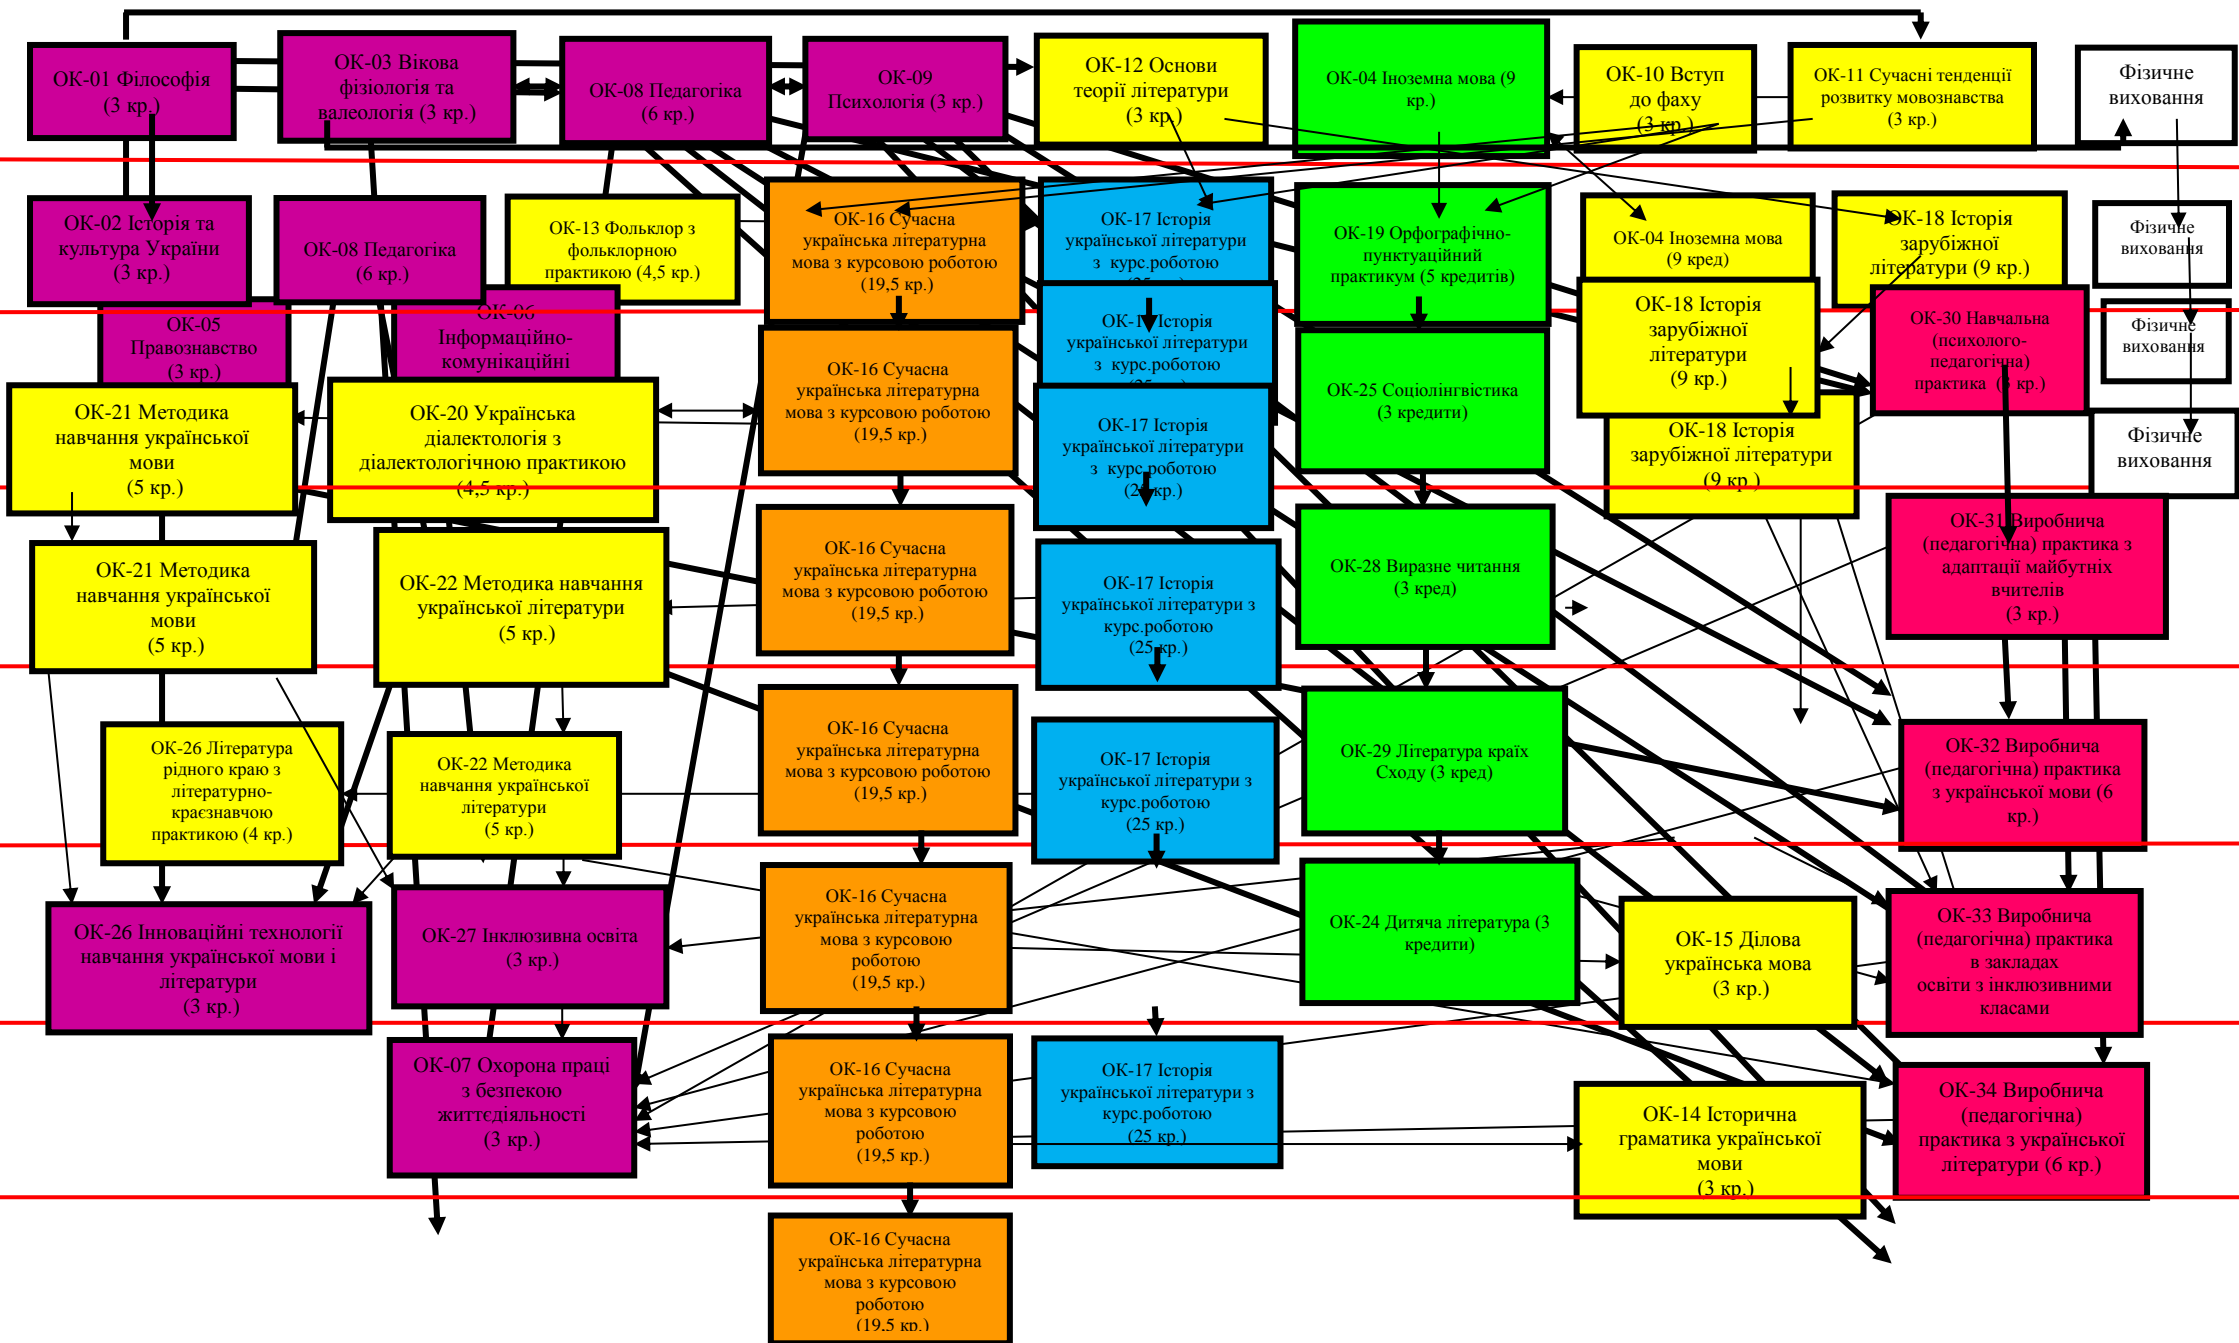 ОК-01 Філософія
(3 кр.)
ОК-03 Вікова
фізіологія та
валеологія (3 кр.)
ОК-08 Педагогіка
(6 кр.)
ОК-09
Психологія (3 кр.)
ОК-12 Основи
теорії літератури
(3 кр.)
ОК-04 Іноземна мова (9
кр.)
ОК-10 Вступ
до фаху
(3 кр.)
ОК-11 Сучасні тенденції
розвитку мовознавства
(3 кр.)
Фізичне
виховання
ОК-02 Історія та
культура України
(3 кр.)
ОК-08 Педагогіка
(6 кр.)
ОК-13 Фольклор з
фольклорною
практикою (4,5 кр.)
ОК-16 Сучасна
українська літературна
мова з курсовою роботою
(19,5 кр.)
ОК-17 Історія
української літератури
з курс.роботою
(25 кр.)
ОК-19 Орфографічно-
пунктуаційний
практикум (5 кредитів)
ОК-04 Іноземна мова
(9 кред)
ОК-18 Історія
зарубіжної
літератури (9 кр.)
Фізичне
виховання
ОК-05
Правознавство
(3 кр.)
ОК-06
Інформаційно-
комунікаційні
ОК-16 Сучасна
українська літературна
мова з курсовою роботою
(19,5 кр.)
ОК-17 Історія
української літератури
з курс.роботою
(25 кр.)
ОК-25 Соціолінгвістика
(3 кредити)
ОК-18 Історія
зарубіжної
літератури
(9 кр.)
ОК-30 Навчальна
(психолого-
педагогічна)
практика (3 кр.)
Фізичне
виховання
ОК-21 Методика
навчання української
мови
(5 кр.)
ОК-20 Українська
діалектологія з
діалектологічною практикою
(4,5 кр.)
ОК-17 Історія
української літератури
з курс.роботою
(25 кр.)
ОК-18 Історія
зарубіжної літератури
(9 кр.)
Фізичне
виховання
ОК-21 Методика
навчання української
мови
(5 кр.)
ОК-22 Методика навчання
української літератури
(5 кр.)
ОК-16 Сучасна
українська літературна
мова з курсовою роботою
(19,5 кр.)
ОК-17 Історія
української літератури з
курс.роботою
(25 кр.)
ОК-28 Виразне читання
(3 кред)
ОК-31 Виробнича
(педагогічна) практика з
адаптації майбутніх
вчителів
(3 кр.)
ОК-26 Література
рідного краю з
літературно-
краєзнавчою
практикою (4 кр.)
ОК-22 Методика
навчання української
літератури
(5 кр.)
ОК-16 Сучасна
українська літературна
мова з курсовою роботою
(19,5 кр.)
ОК-17 Історія
української літератури з
курс.роботою
(25 кр.)
ОК-29 Література країх
Сходу (3 кред)
ОК-32 Виробнича
(педагогічна) практика
з української мови (6
кр.)
ОК-26 Інноваційні технології
навчання української мови і
літератури
(3 кр.)
ОК-27 Інклюзивна освіта
(3 кр.)
ОК-16 Сучасна
українська літературна
мова з курсовою
роботою
(19,5 кр.)
ОК-24 Дитяча література (3
кредити)
ОК-15 Ділова
українська мова
(3 кр.)
ОК-33 Виробнича
(педагогічна) практика
в закладах
освіти з інклюзивними
класами
ОК-07 Охорона праці
з безпекою
життєдіяльності
(3 кр.)
ОК-16 Сучасна
українська літературна
мова з курсовою
роботою
(19,5 кр.)
ОК-17 Історія
української літератури з
курс.роботою
(25 кр.)
ОК-14 Історична
граматика української
мови
(3 кр.)
ОК-34 Виробнича
(педагогічна)
практика з української
літератури (6 кр.)
ОК-16 Сучасна
українська літературна
мова з курсовою
роботою
(19,5 кр.)